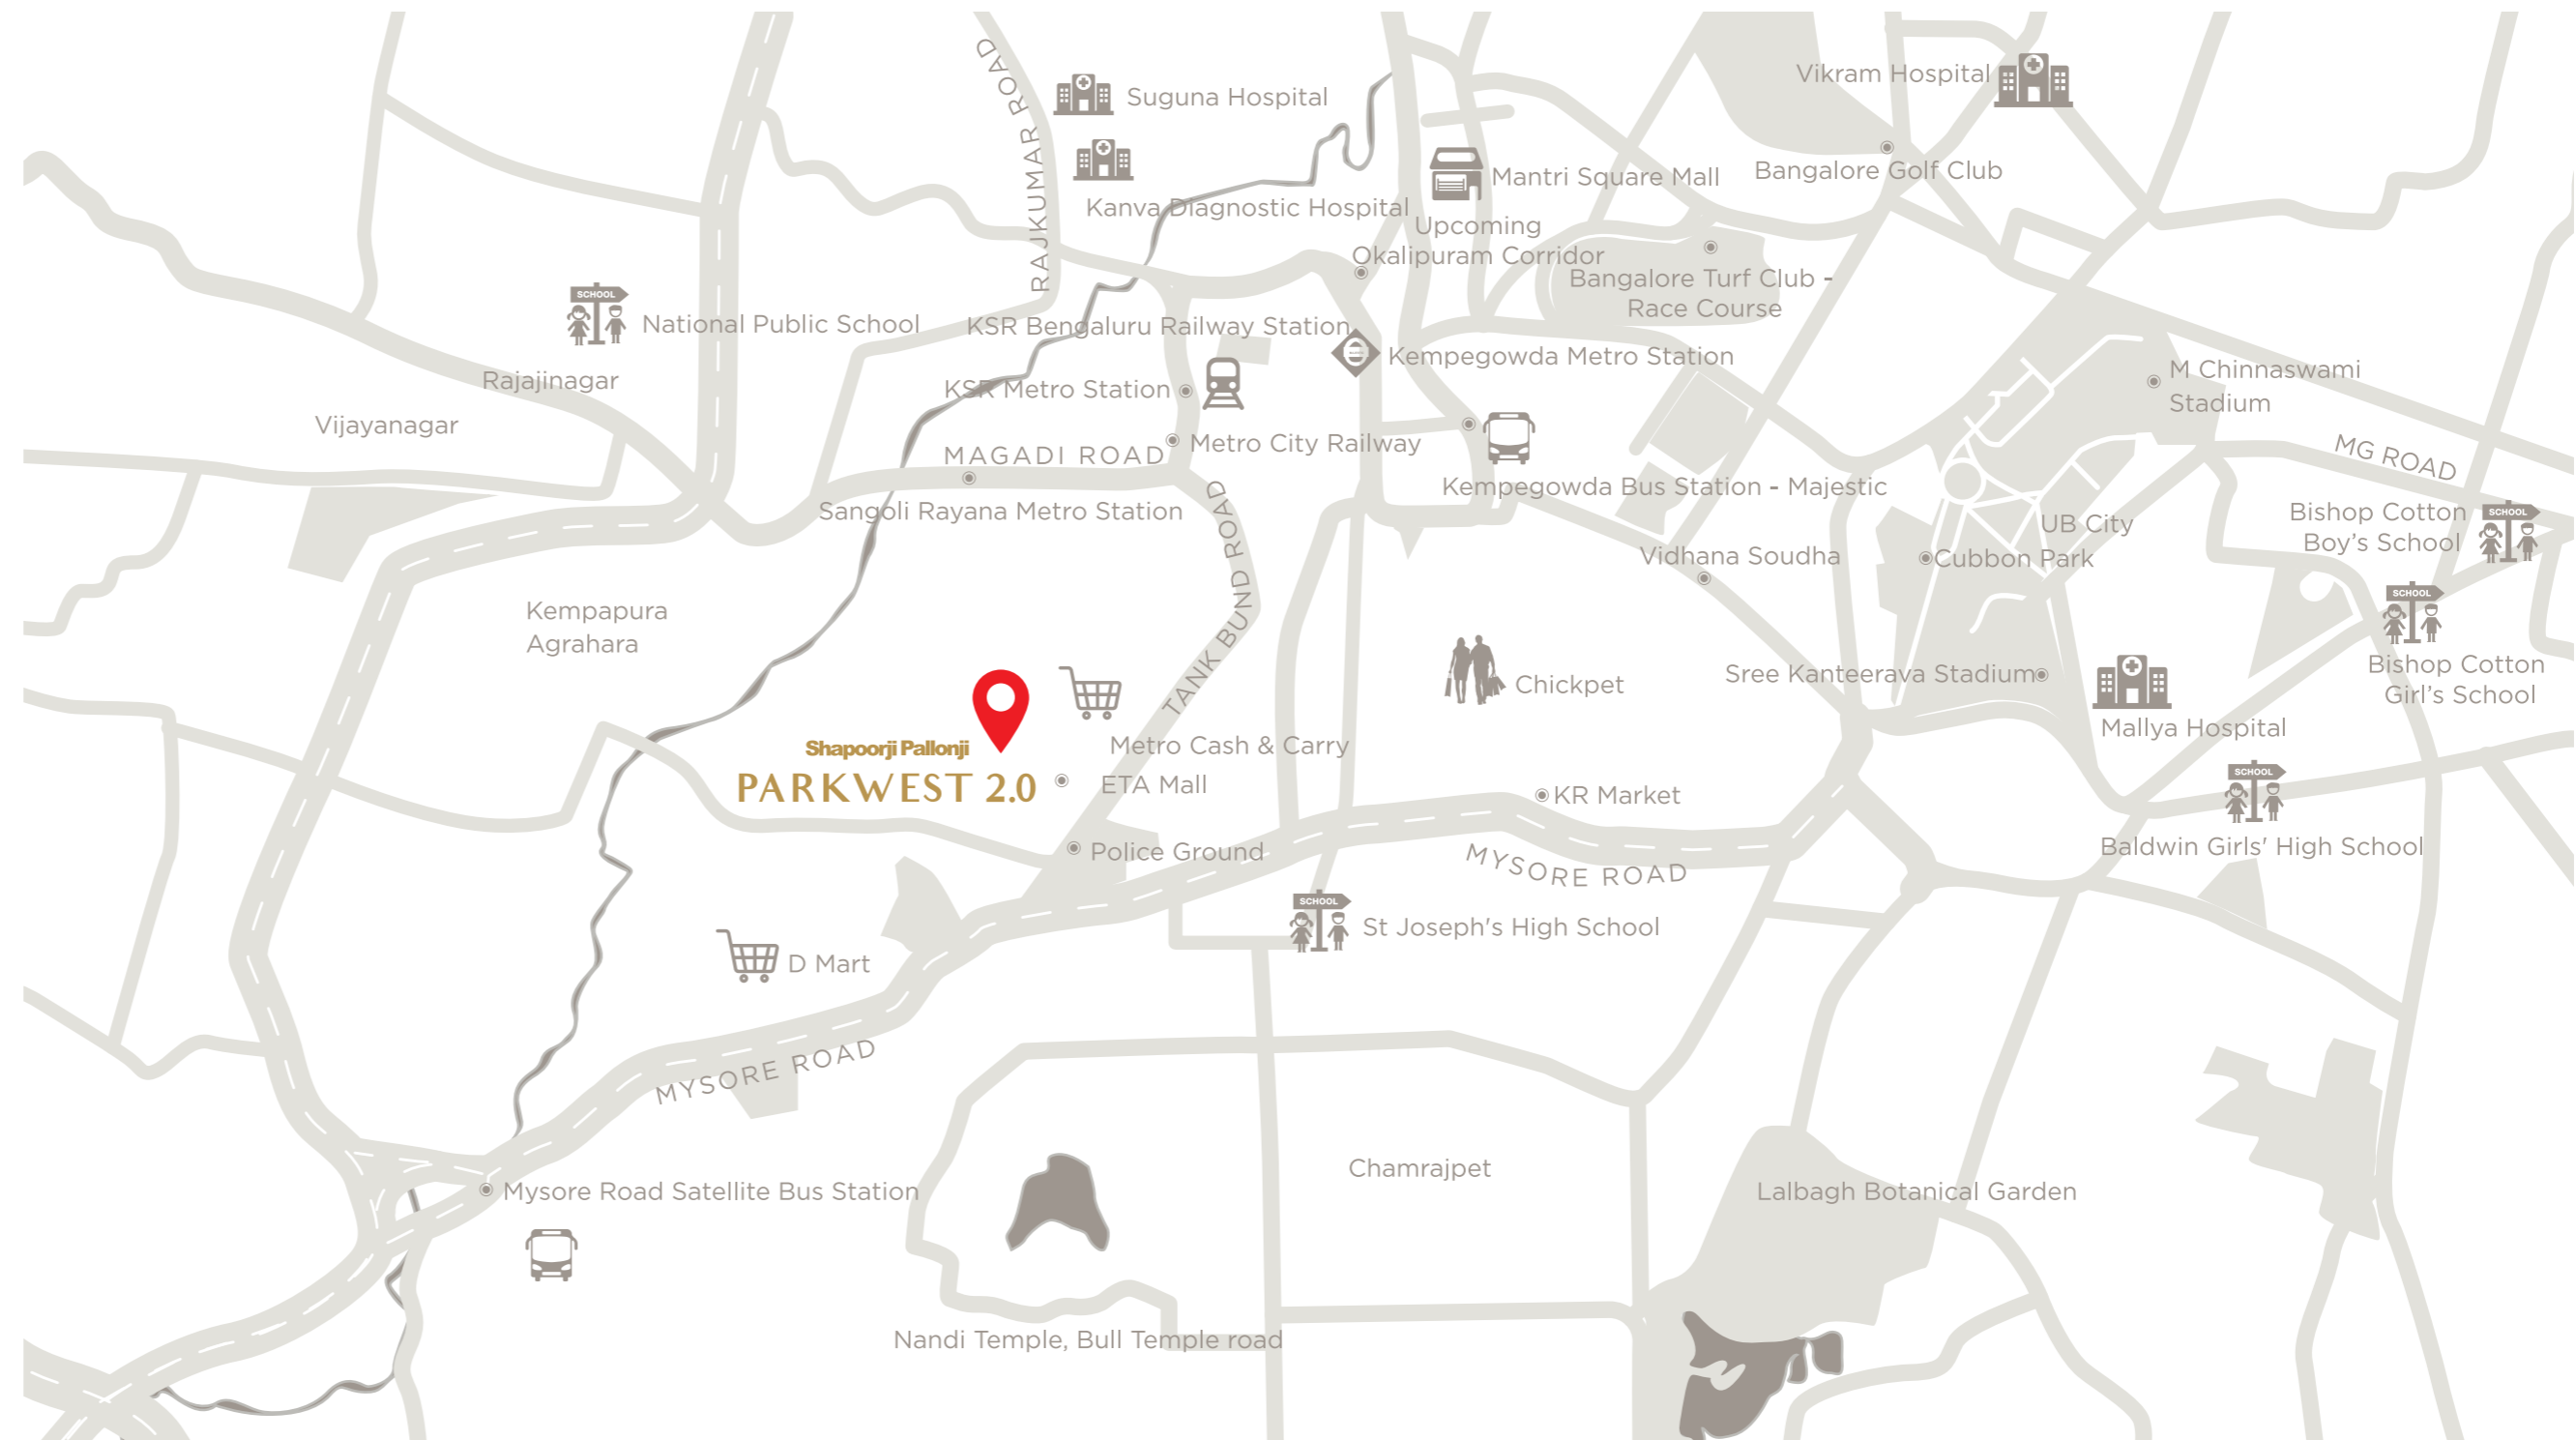 RAJKUMAR ROAD
Suguna Hospital
Kanva Diagnostic Hospital
Vikram Hospital
Mantri Square Mall
Bangalore Golf Club
Upcoming
Okalipuram Corridor
Bangalore Turf Club -
Race Course
SCHOOL
National Public School
KSR Bengaluru Railway Station
Kempegowda Metro Station
Rajajinagar
KSR Metro Station
M Chinnaswami
Stadium
Vijayanagar
MAGADI ROAD
Metro City Railway
MG ROAD
Sangoli Rayana Metro Station
Kempegowda Bus Station - Majestic
TANK BUND ROAD
UB City
Bishop Cotton
Boy's School
SCHOOL
Vidhana Soudha
Cubbon Park
Kempapura
Agrahara
SCHOOL
Bishop Cotton
Girl's School
Chickpet
Sree Kanteerava Stadium
Mallya Hospital
Shapoorji Pallonji
PARKWEST 2.0
Metro Cash & Carry
ETA Mall
KR Market
SCHOOL
Baldwin Girls' High School
Police Ground
MYSORE ROAD
SCHOOL
St Joseph's High School
D Mart
MYSORE ROAD
Chamrajpet
Mysore Road Satellite Bus Station
Lalbagh Botanical Garden
Nandi Temple, Bull Temple road